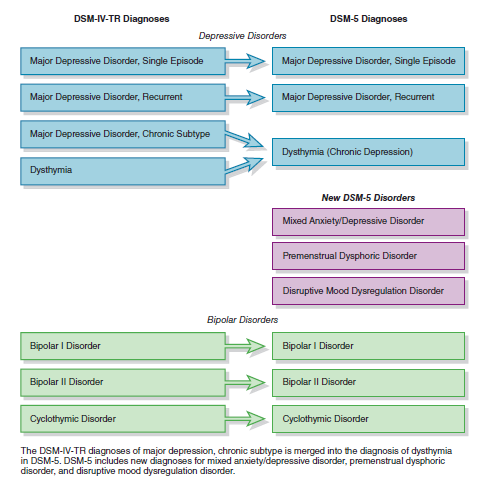 DSM-IV-TR Diagnoses DSM-5 Diagnoses
Depressive Disorders
Major Depressive Disorder, Single Episode Major Depressive Disorder, Single Episode
Major Depressive Disorder, Recurrent Major Depressive Disorder, Recurrent
Major Depressive Disorder, Chronic Subtype
Dysthymia (Chronic Depression)
Dysthymia
New DSM-5 Disorders
Mixed Anxiety/Depressive Disorder
Premenstrual Dysphoric Disorder
Disruptive Mood Dysregulation Disorder
Bipolar Disorders
Bipolar I Disorder Bipolar I Disorder
Bipolar II Disorder Bipolar II Disorder
Cyclothymic Disorder Cyclothymic Disorder
The DSM-IV-TR diagnoses of major depression, chronic subtype is merged into the diagnosis of dysthymia
in DSM-5. DSM-5 includes new diagnoses for mixed anxiety/depressive disorder, premenstrual dysphoric
disorder, and disruptive mood dysregulation disorder.